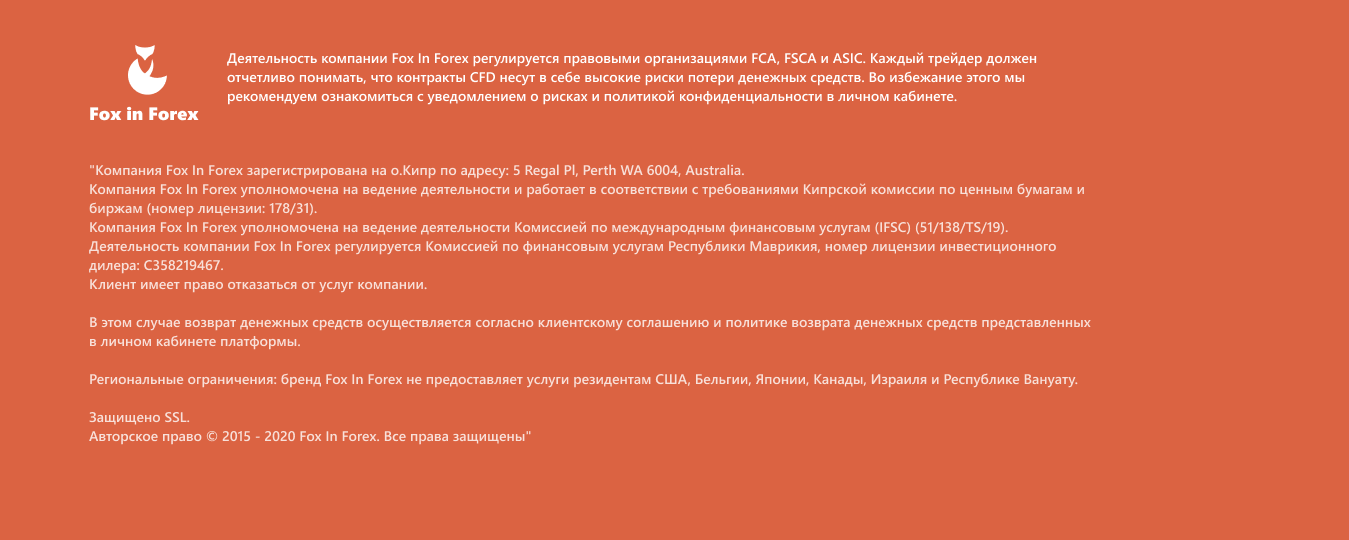 Fox in Forex
Деятельность компании Fox In Forex регулируется правовыми организациями FCA, FSCA и ASIC. Каждый трейдер должен
отчетливо понимать, что контракты CFD несут в себе высокие риски потери денежных средств. Во избежание этого мы
рекомендуем ознакомиться с уведомлением о рисках и политикой конфиденциальности в личном кабинете.
"Компания Fox In Forex зарегистрирована на о.Кипр по адресу: 5 Regal Pl, Perth WA 6004, Australia.
Компания Fox In Forex уполномочена на ведение деятельности и работает в соответствии с требованиями Кипрской комиссии по ценным бумагам и
биржам (номер лицензии: 178/31).
Компания Fox In Forex уполномочена на ведение деятельности Комиссией по международным финансовым услугам (IFSC) (51/138/TS/19).
Деятельность компании Fox In Forex регулируется Комиссией по финансовым услугам Республики Маврикия, номер лицензии инвестиционного
дилера: C358219467.
Клиент имеет право отказаться от услуг компании.
В этом случае возврат денежных средств осуществляется согласно клиентскому соглашению и политике возврата денежных средств представленных
в личном кабинете платформы.
Региональные ограничения: бренд Fox In Forex не предоставляет услуги резидентам США, Бельгии, Японии, Канады, Израиля и Республике Вануату.
Защищено SSL.
Авторское право © 2015 - 2020 Fox In Forex. Все права защищены"